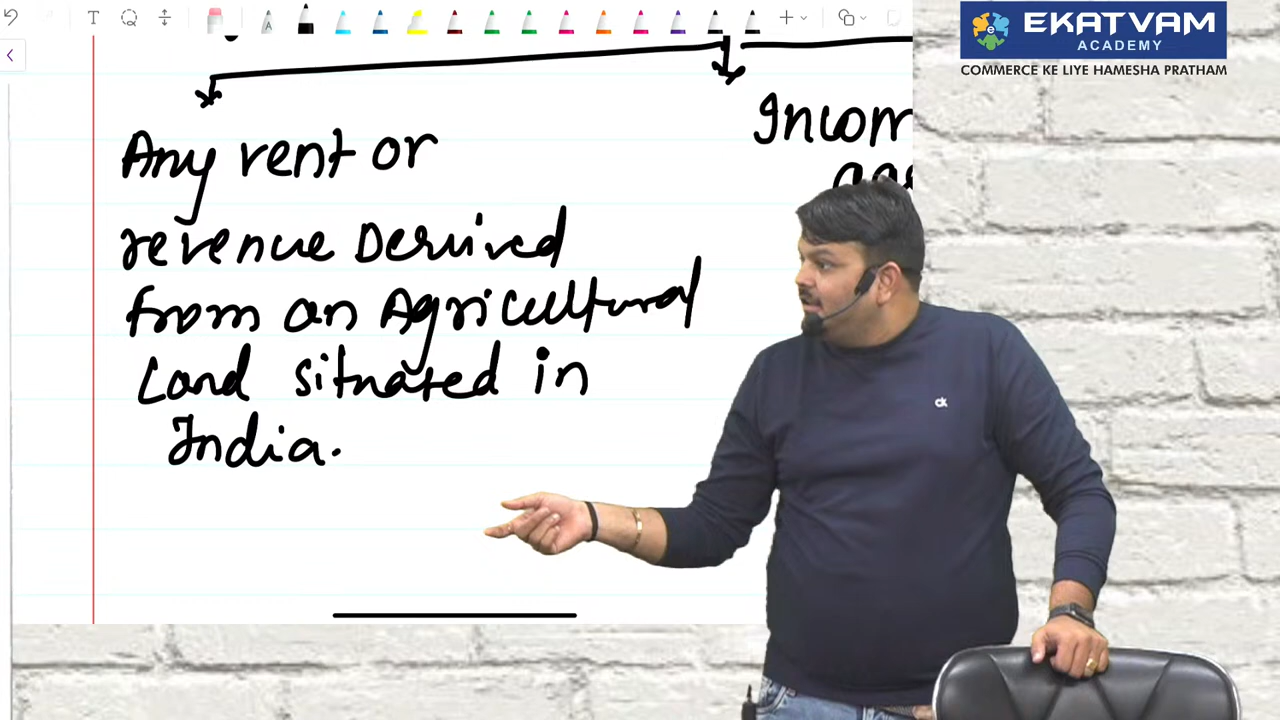 EKATVAM
ACADEMY
COMMERCE KE LIYE HAMESHA PRATHAM
Any rent or
revenue Derived
from an Agricultural
Land situated in
India.